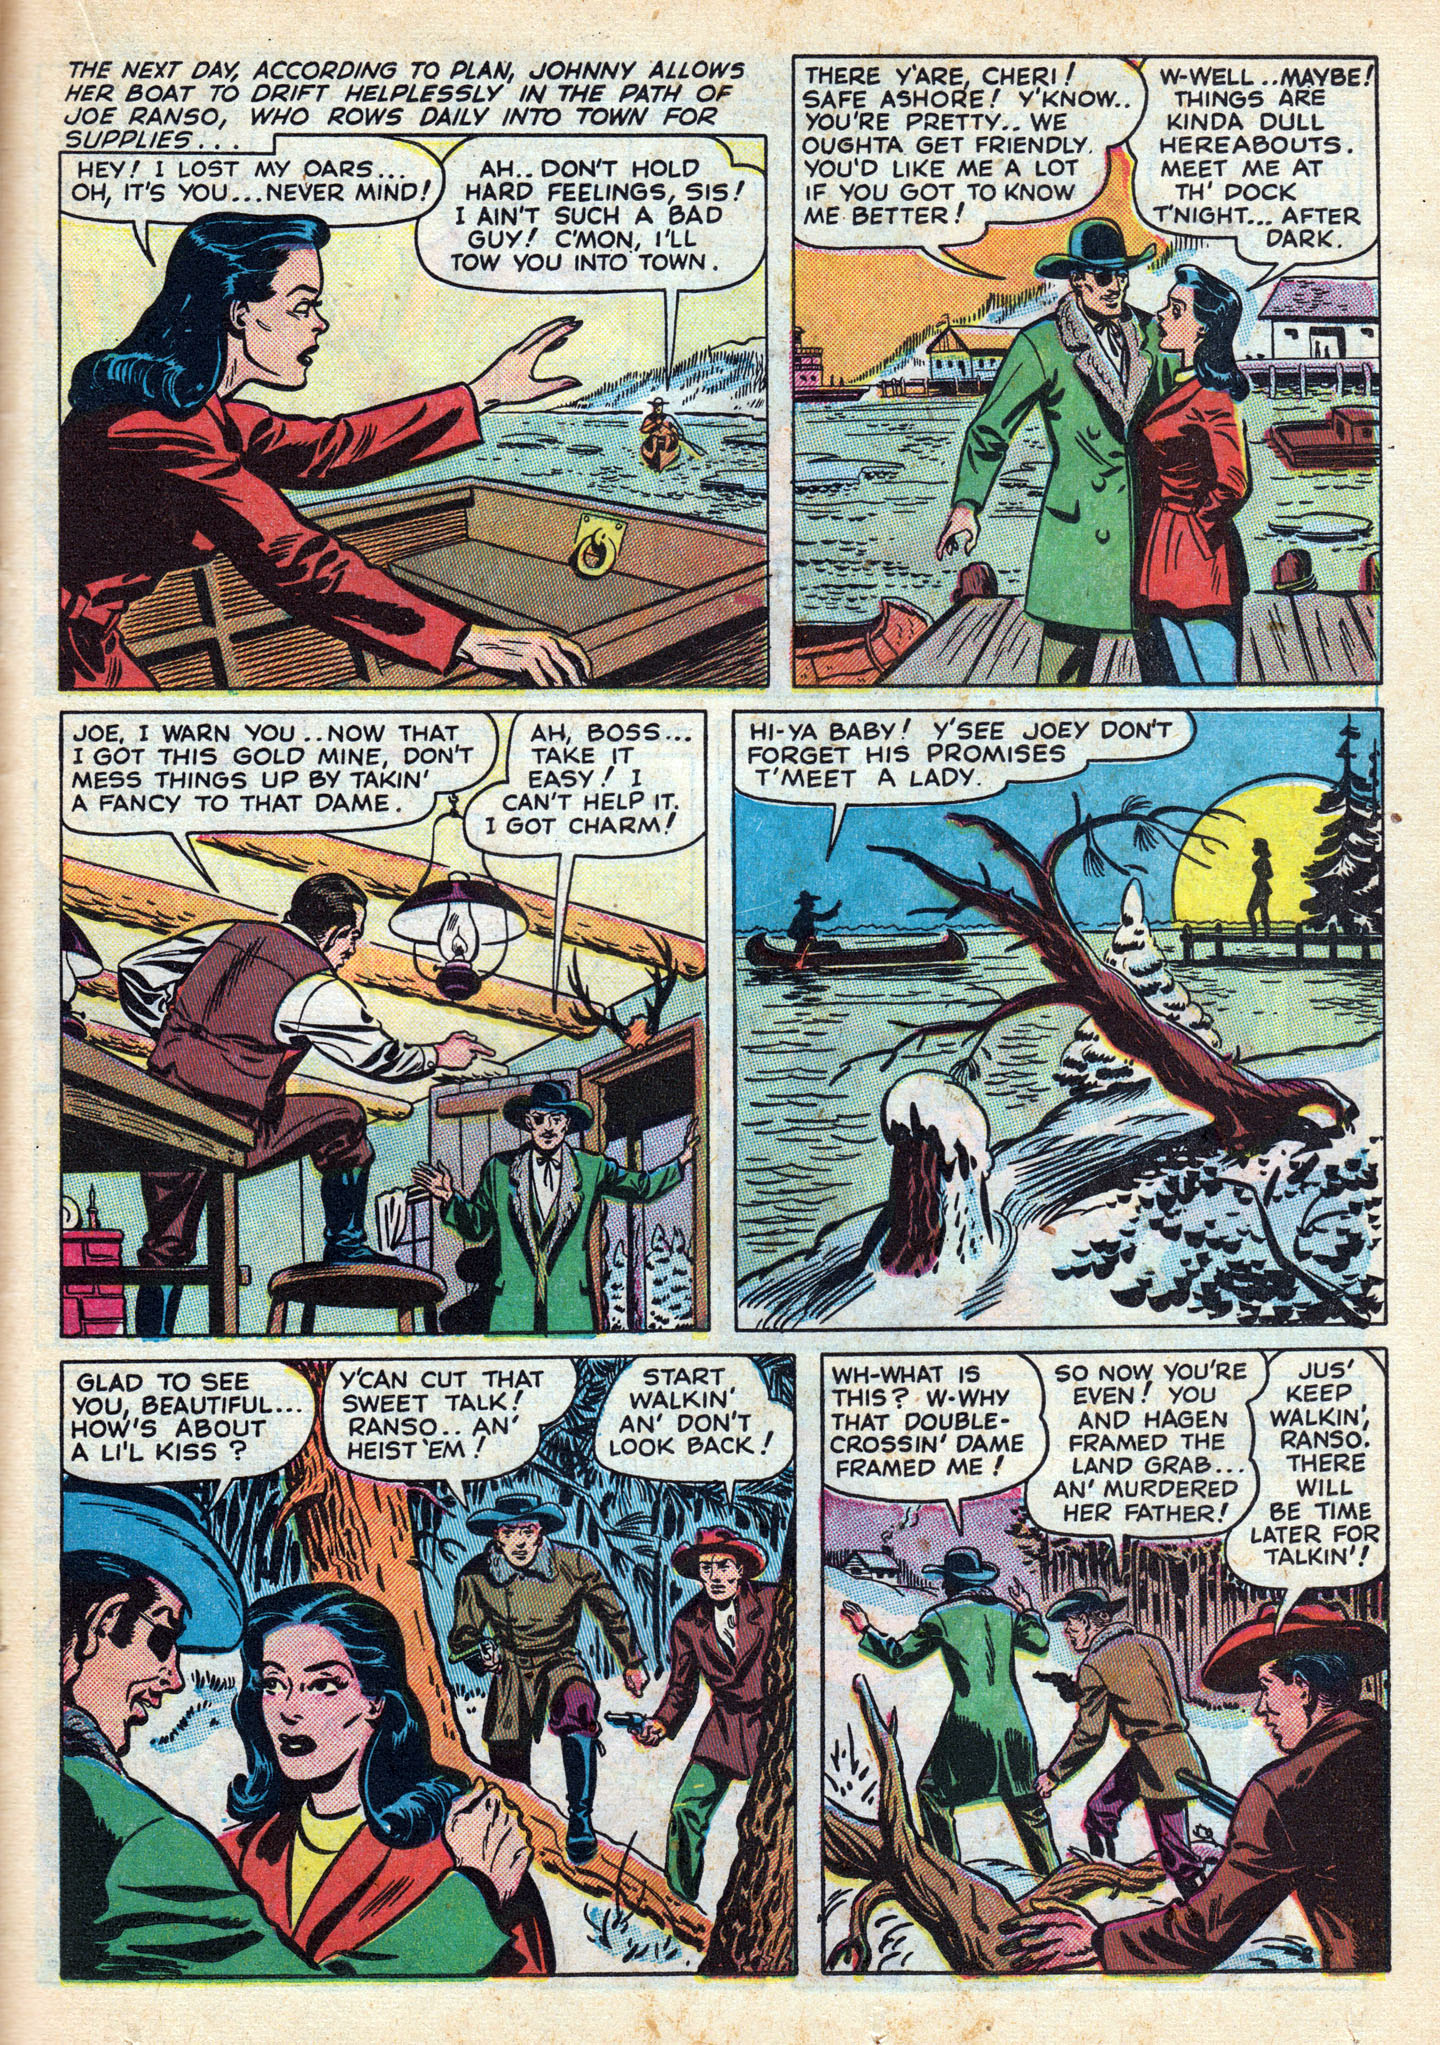 THE NEXT DAY, ACCORDING TO PLAN, JOHNNY ALLOWS
HER BOAT TO DRIFT HELPLESSLY IN THE PATH OF
JOE RANSO, WHO ROWS DAILY INTO TOWN FOR
SUPPLIES...
HEY! I LOST MY OARS...
OH, IT'S YOU...NEVER MIND!
AH.. DON'T HOLD
HARD FEELINGS, SIS!
I AIN'T SUCH A BAD
GUY! C'MON, I'LL
TOW YOU INTO TOWN.
THERE Y'ARE, CHERI!
SAFE ASHORE! Y'KNOW..
YOU'RE PRETTY.. WE
OUGHTA GET FRIENDLY.
YOU'D LIKE ME A LOT
IF YOU GOT TO KNOW
ME BETTER!
W-WELL..MAYBE!
THINGS ARE
KINDA DULL
HEREABOUTS.
MEET ME AT
TH' DOCK
T'NIGHT... AFTER
DARK.
JOE, I WARN YOU..NOW THAT
I GOT THIS GOLD MINE, DON'T
MESS THINGS UP BY TAKIN'
A FANCY TO THAT DAME.
AH, BOSS...
TAKE IT
EASY! I
CAN'T HELP IT.
I GOT CHARM!
HI-YA BABY! Y'SEE JOEY DON'T
FORGET HIS PROMISES
T'MEET A LADY.
GLAD TO SEE
YOU, BEAUTIFUL...
HOW'S ABOUT
A LI'L KISS?
Y'CAN CUT THAT
SWEET TALK!
RANSO.. AN'
HEIST 'EM!
START
WALKIN'
AN' DON'T
LOOK BACK!
WH-WHAT IS
THIS? W-WHY
THAT DOUBLE-
CROSSIN' DAME
FRAMED ME!
SO NOW YOU'RE
EVEN! YOU
AND HAGEN
FRAMED THE
LAND GRAB...
AN' MURDERED
HER FATHER!
JUS'
KEEP
WALKIN',
RANSO.
THERE
WILL
BE TIME
LATER FOR
TALKIN'!